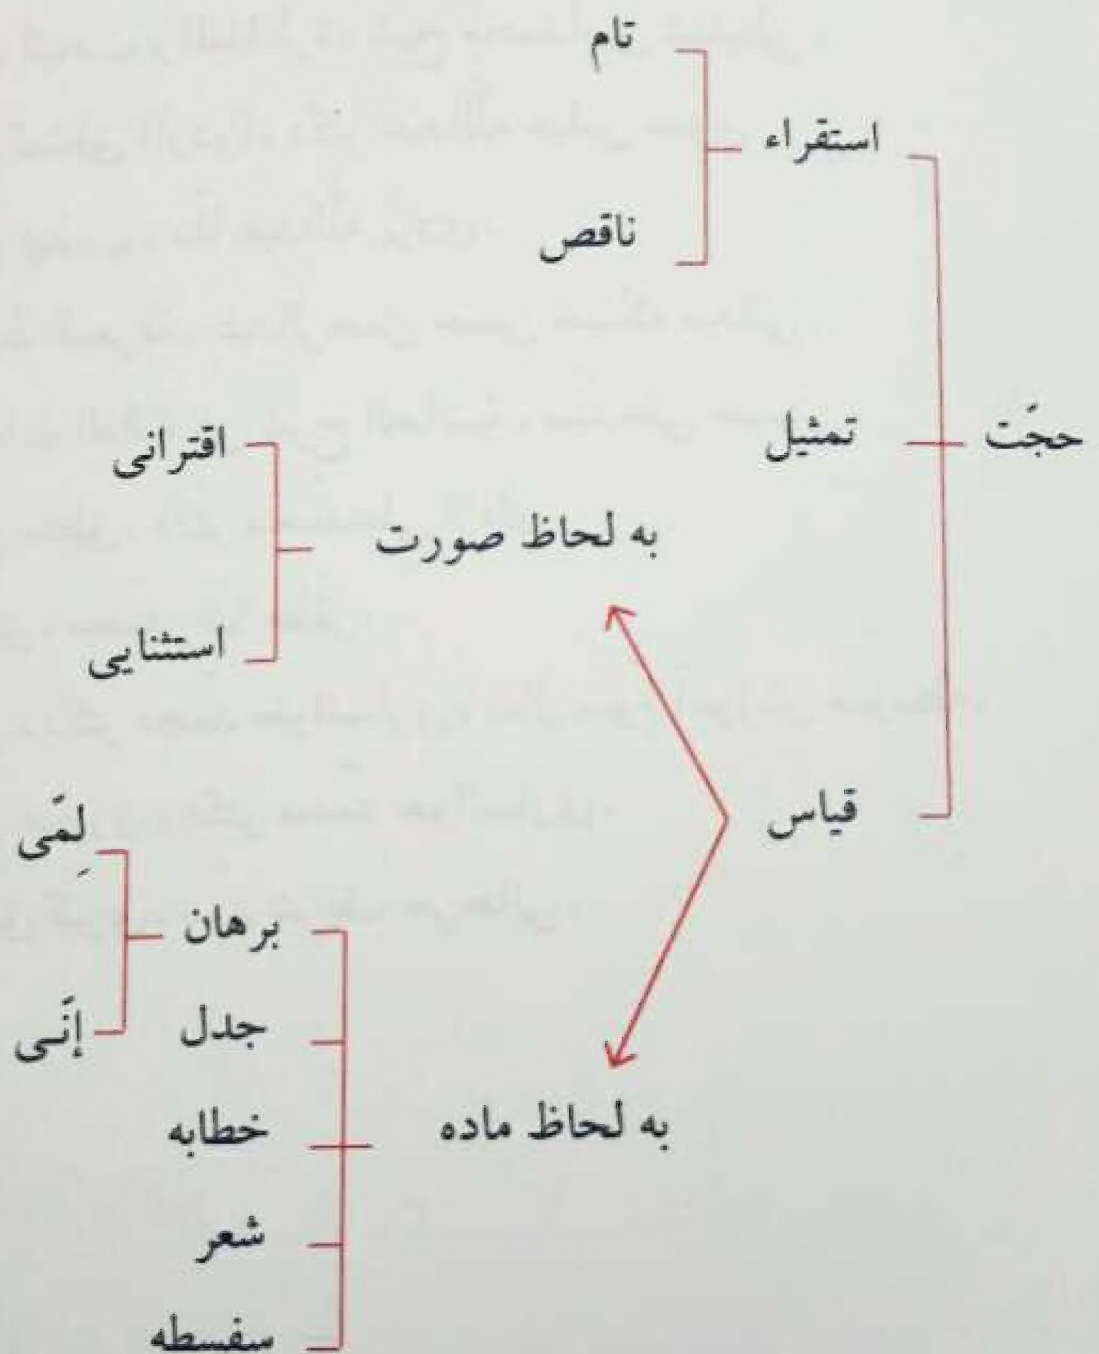 حجّت
استقراء
تام
ناقص
تمثیل
قیاس
به لحاظ صورت
اقترانی
استثنایی
به لحاظ ماده
برهان
لِمّی
إنّی
جدل
خطابه
شعر
سفسطه